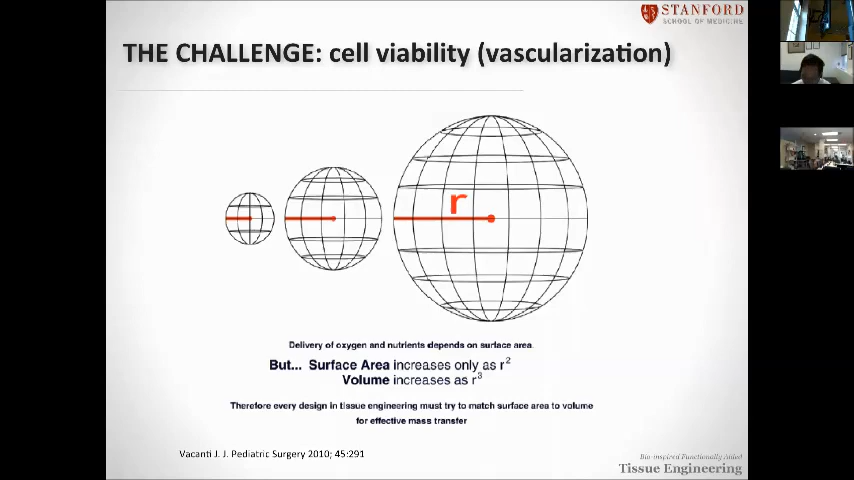 STANFORD
SCHOOL OF MEDICINE
THE CHALLENGE: cell viability (vascularization)
r
Delivery of oxygen and nutrients depends on surface area.
But... Surface Area increases only as r²
Volume increases as r³
Therefore every design in tissue engineering must try to match surface area to volume
for effective mass transfer
Vacanti J. J. Pediatric Surgery 2010; 45:291
Bio-inspired Functionally Aided
Tissue Engineering